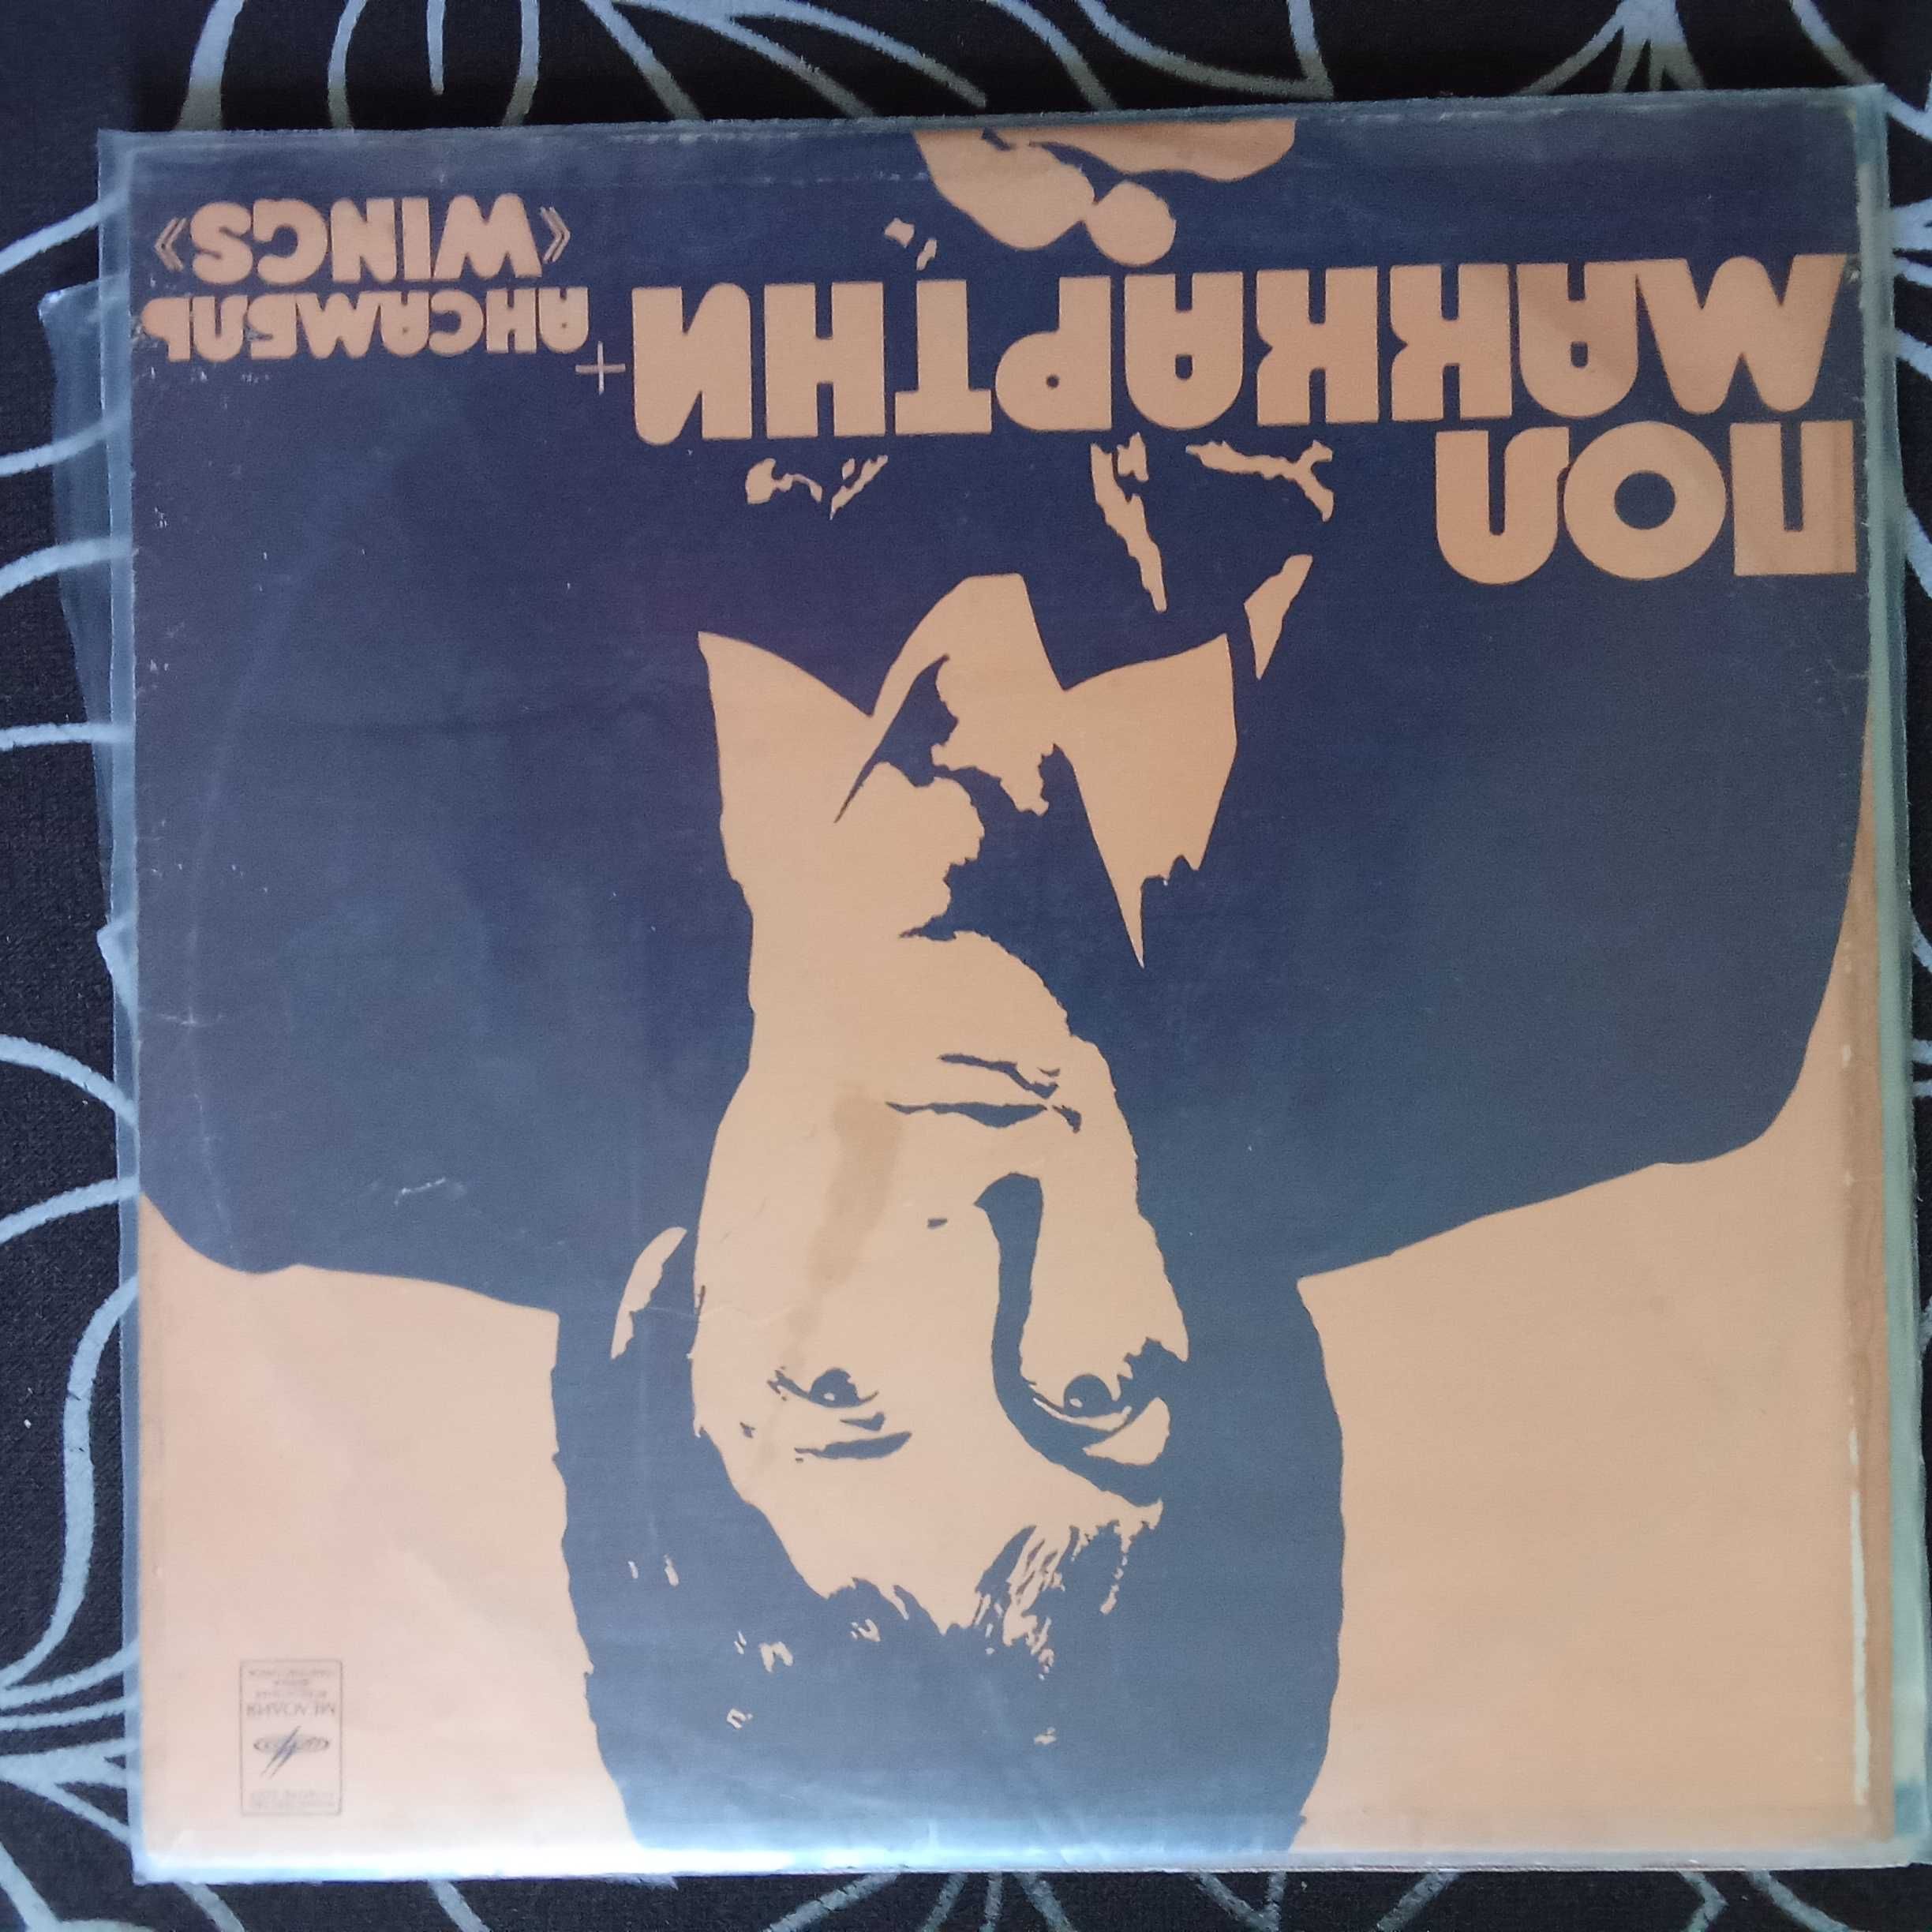 ПОЛ
МАККАРТНИ
+
АНСАМБЛЬ
«WINGS»
МЕЛОДИЯ